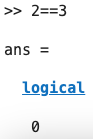 >> 2==3
ans =
logical
0